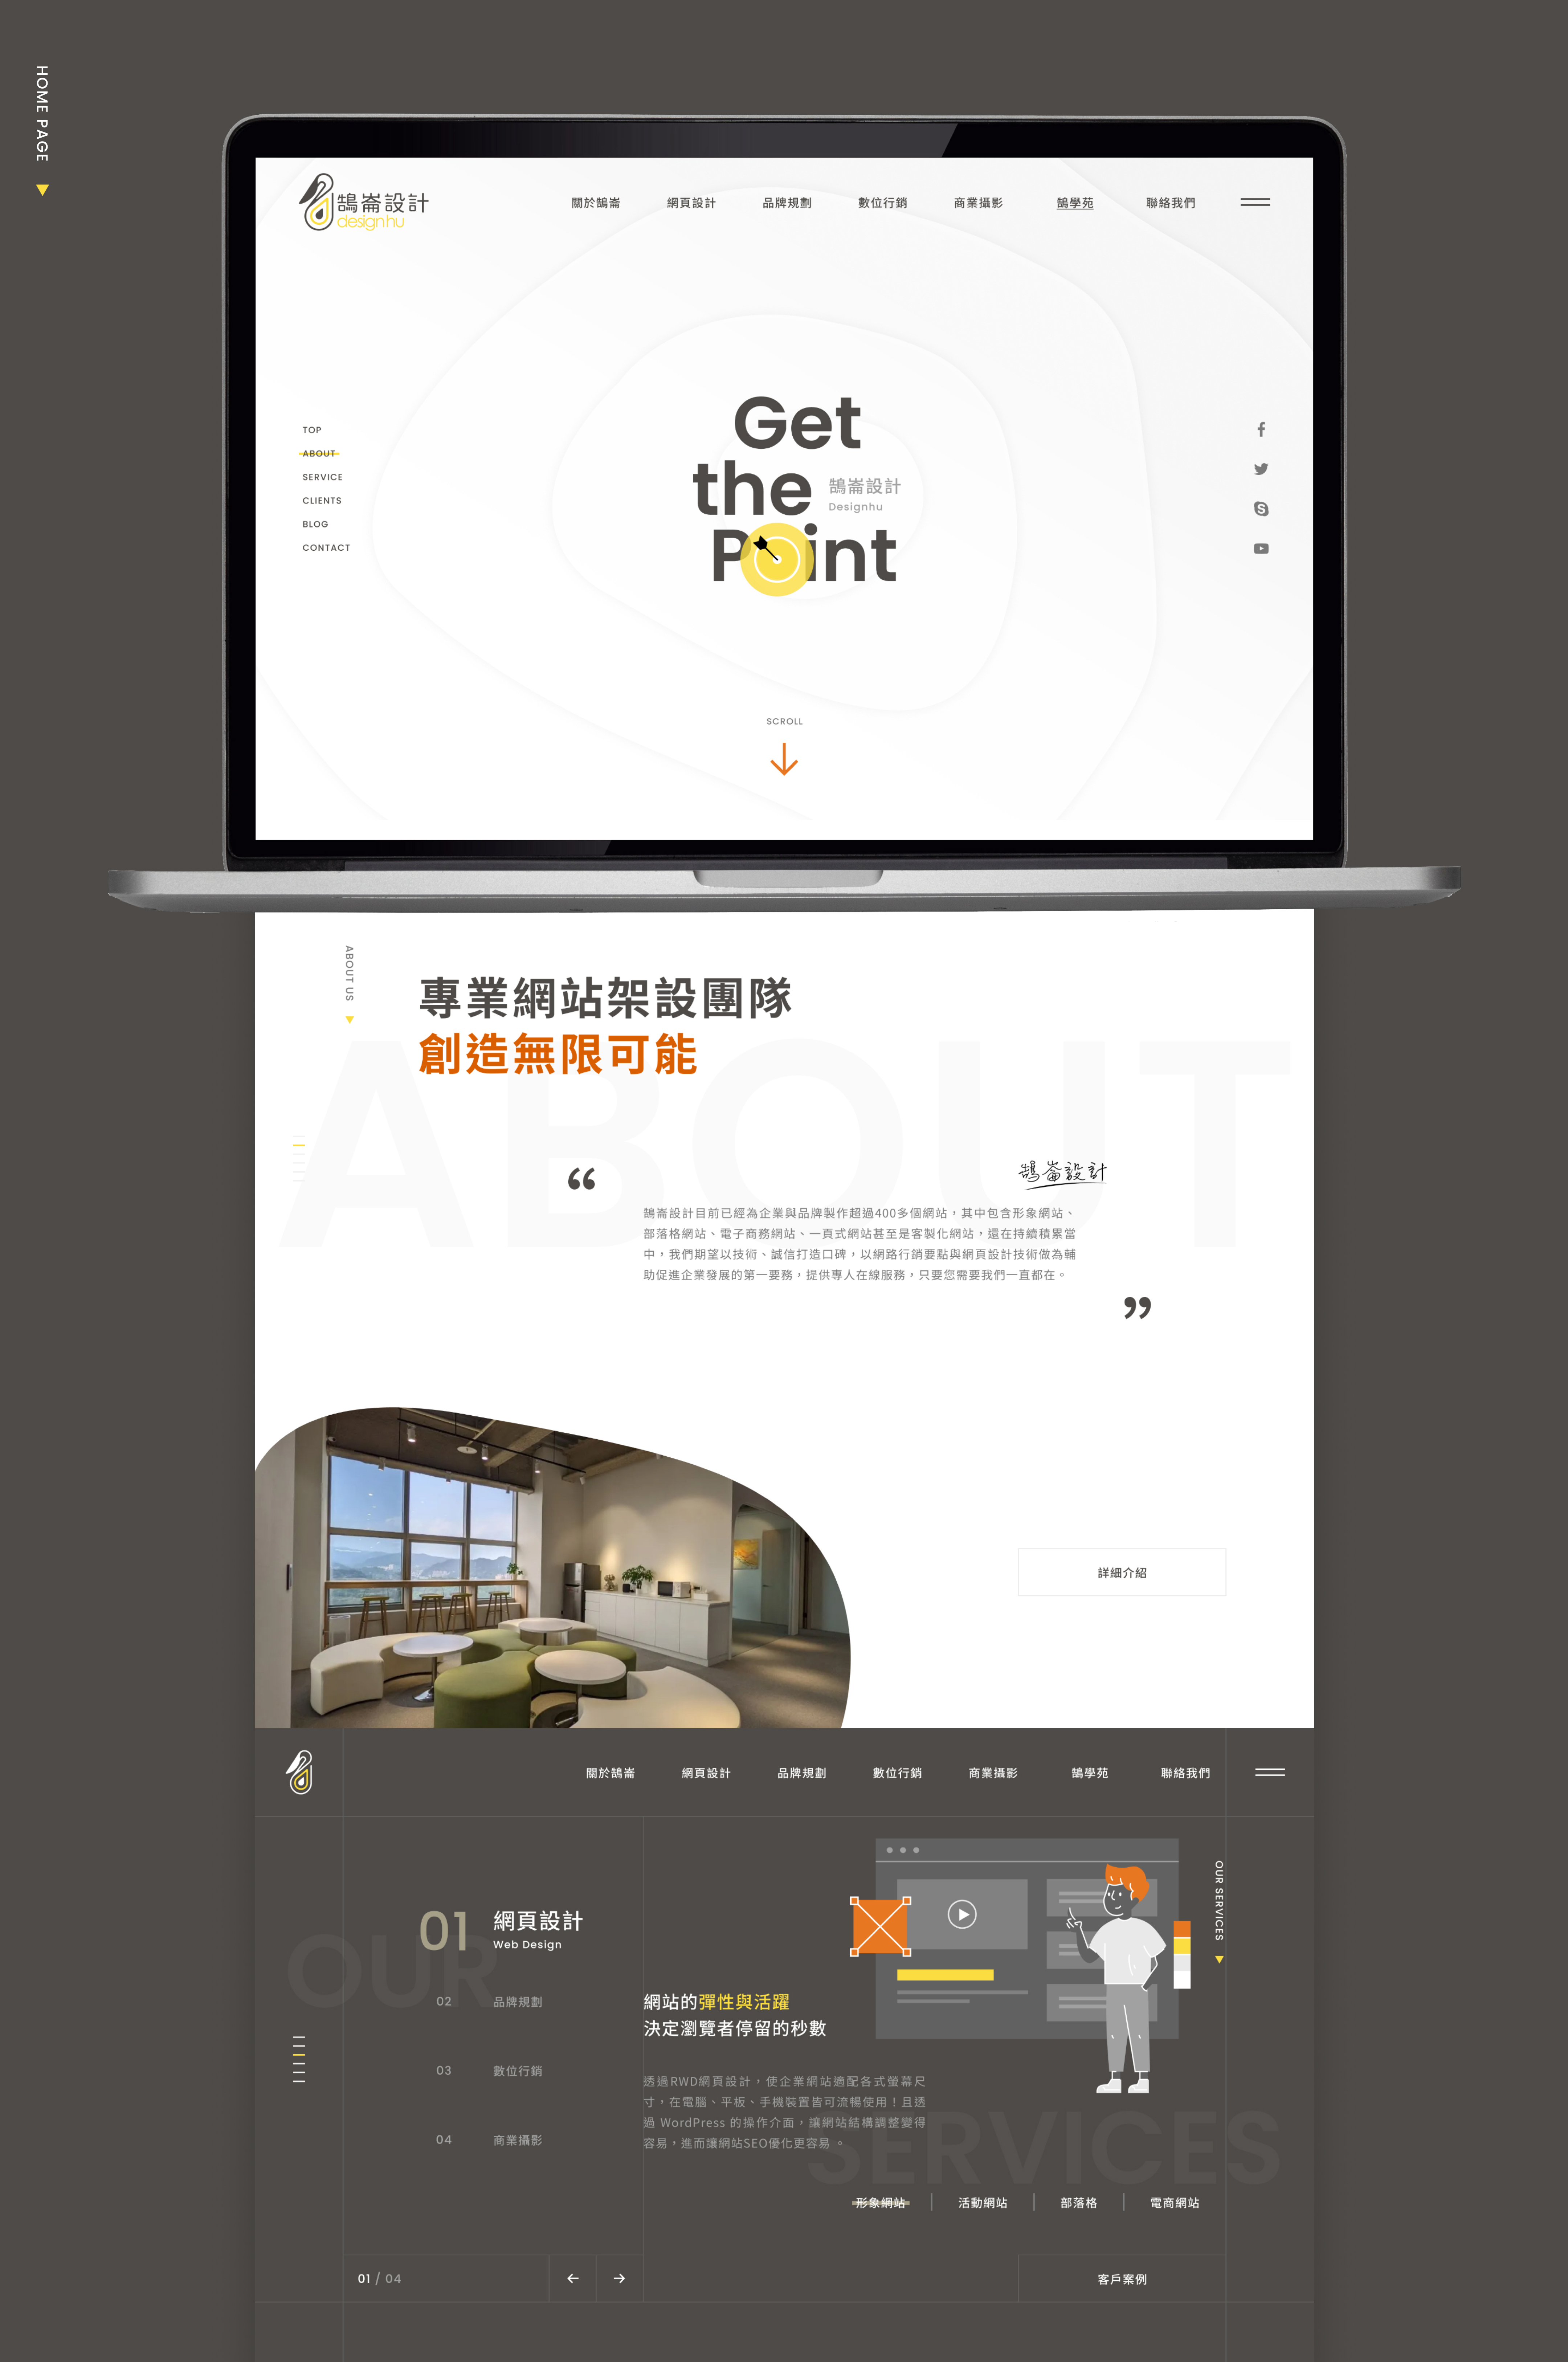 HOME PAGE
鵠崙設計
designhu
關於鵠崙
網頁設計
品牌規劃
數位行銷
商業攝影
鵠學苑
聯絡我們
TOP
ABOUT
SERVICE
CLIENTS
BLOG
CONTACT
Get
the
鵠崙設計
Designhu
Point
SCROLL
ABOUT US
專業網站架設團隊
創造無限可能
ABOUT
“
鵠崙設計
鵠崙設計目前已經為企業與品牌製作超過400多個網站，其中包含形象網站、
部落格網站、電子商務網站、一頁式網站甚至是客製化網站，還在持續積累當
中，我們期望以技術、誠信打造口碑，以網路行銷要點與網頁設計技術做為輔
助促進企業發展的第一要務，提供專人在線服務，只要您需要我們一直都在。
”
詳細介紹
關於鵠崙
網頁設計
品牌規劃
數位行銷
商業攝影
鵠學苑
聯絡我們
OUR SERVICES
OUR
01
網頁設計
Web Design
02
品牌規劃
03
數位行銷
04
商業攝影
網站的彈性與活躍
決定瀏覽者停留的秒數
透過RWD網頁設計，使企業網站適配各式螢幕尺
寸，在電腦、平板、手機裝置皆可流暢使用！且透
過 WordPress 的操作介面，讓網站結構調整變得
容易，進而讓網站SEO優化更容易 。
SERVICES
形象網站
活動網站
部落格
電商網站
01 / 04
客戶案例